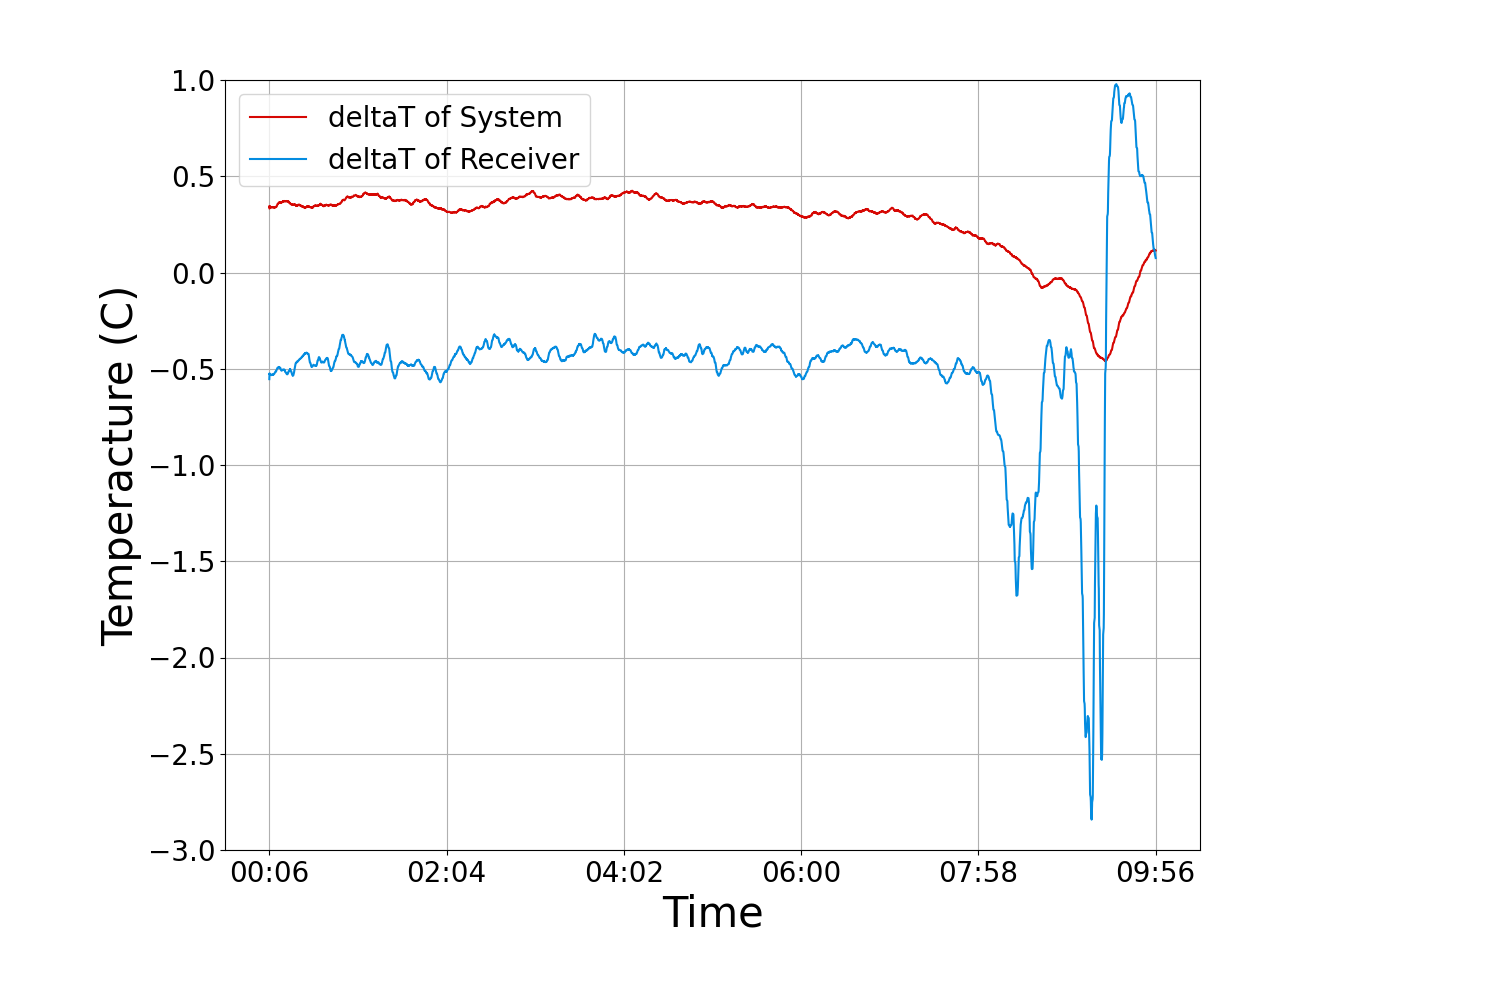 deltaT of System
deltaT of Receiver
Temperacture (C)
1.0
0.5
0.0
−0.5
−1.0
−1.5
−2.0
−2.5
−3.0
00:06 02:04 04:02 06:00 07:58 09:56
Time